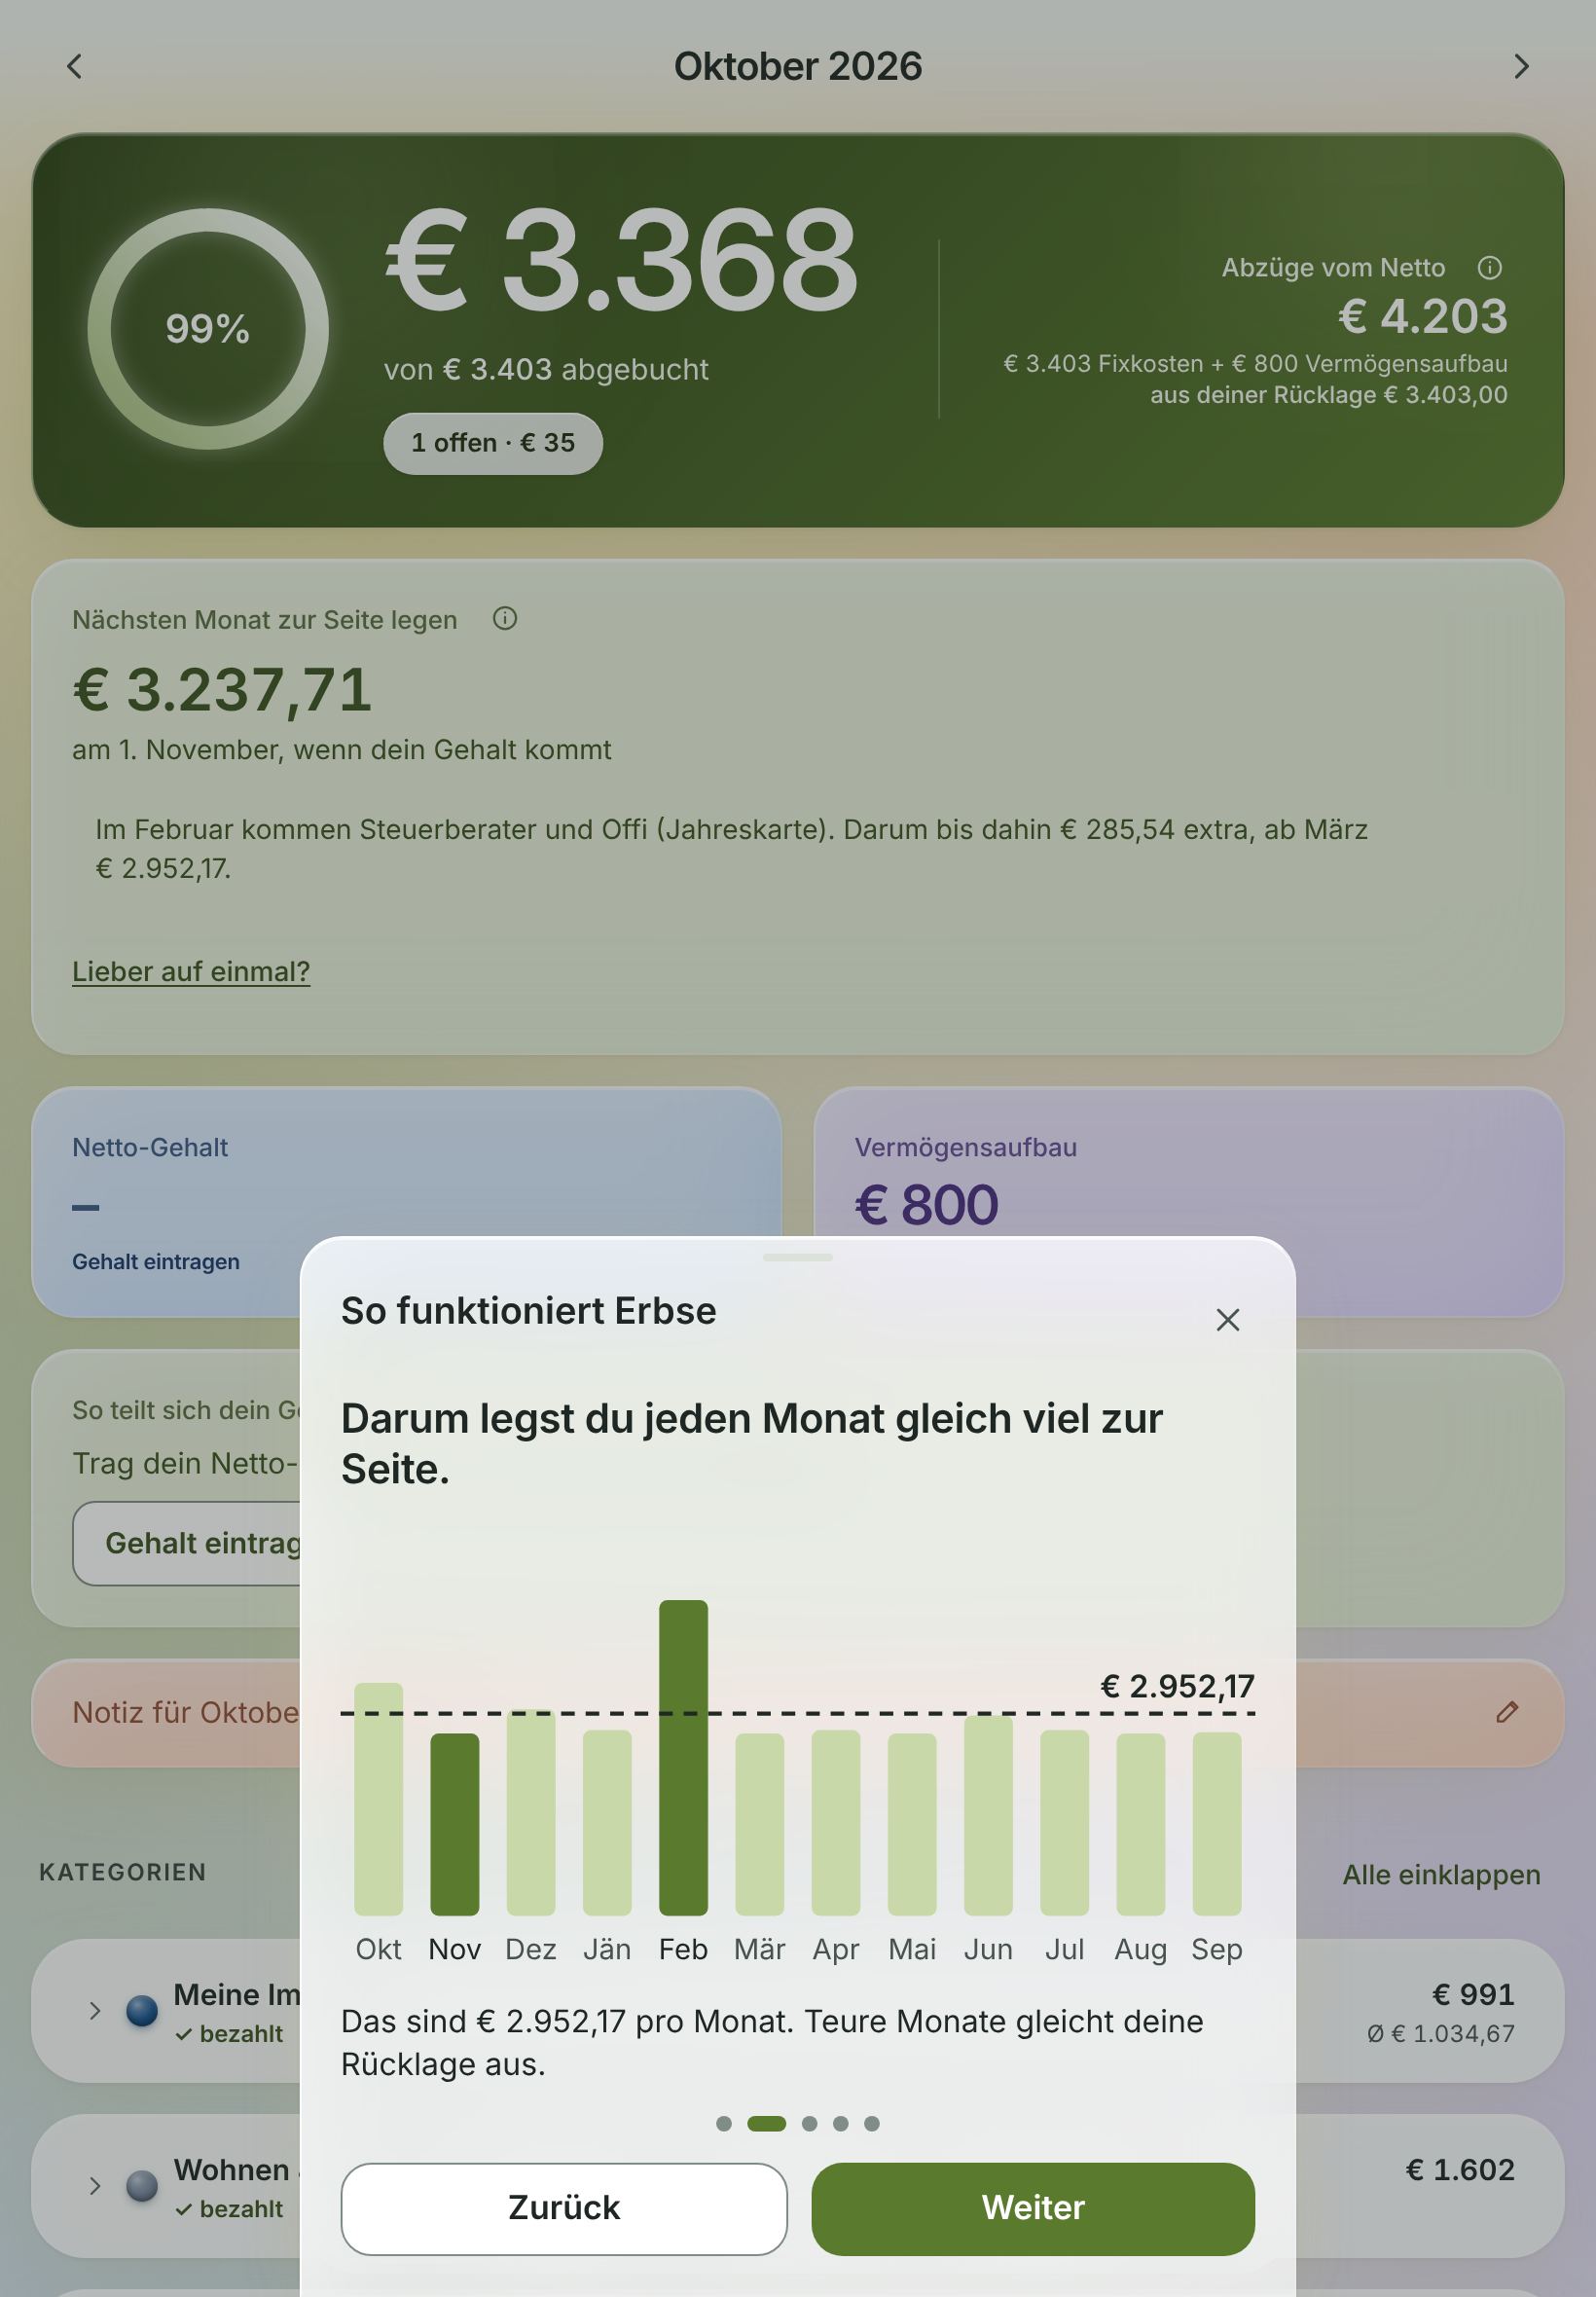 Oktober 2026
99%
€ 3.368
von € 3.403 abgebucht
1 offen · € 35
Abzüge vom Netto
€ 4.203
€ 3.403 Fixkosten + € 800 Vermögensaufbau
aus deiner Rücklage € 3.403,00
Nächsten Monat zur Seite legen
€ 3.237,71
am 1. November, wenn dein Gehalt kommt
Im Februar kommen Steuerberater und Offi (Jahreskarte). Darum bis dahin € 285,54 extra, ab März
€ 2.952,17.
Lieber auf einmal?
Netto-Gehalt
–
Gehalt eintragen
Vermögensaufbau
€ 800
So teilt sich dein
Trag dein Netto-
Gehalt eintrag
Notiz für Oktobe
KATEGORIEN
Alle einklappen
Meine Im
✓ bezahlt
€ 991
Ø € 1.034,67
Wohnen
✓ bezahlt
€ 1.602
So funktioniert Erbse
Darum legst du jeden Monat gleich viel zur
Seite.
€ 2.952,17
Okt Nov Dez Jän Feb Mär Apr Mai Jun Jul Aug Sep
Das sind € 2.952,17 pro Monat. Teure Monate gleicht deine
Rücklage aus.
Zurück
Weiter